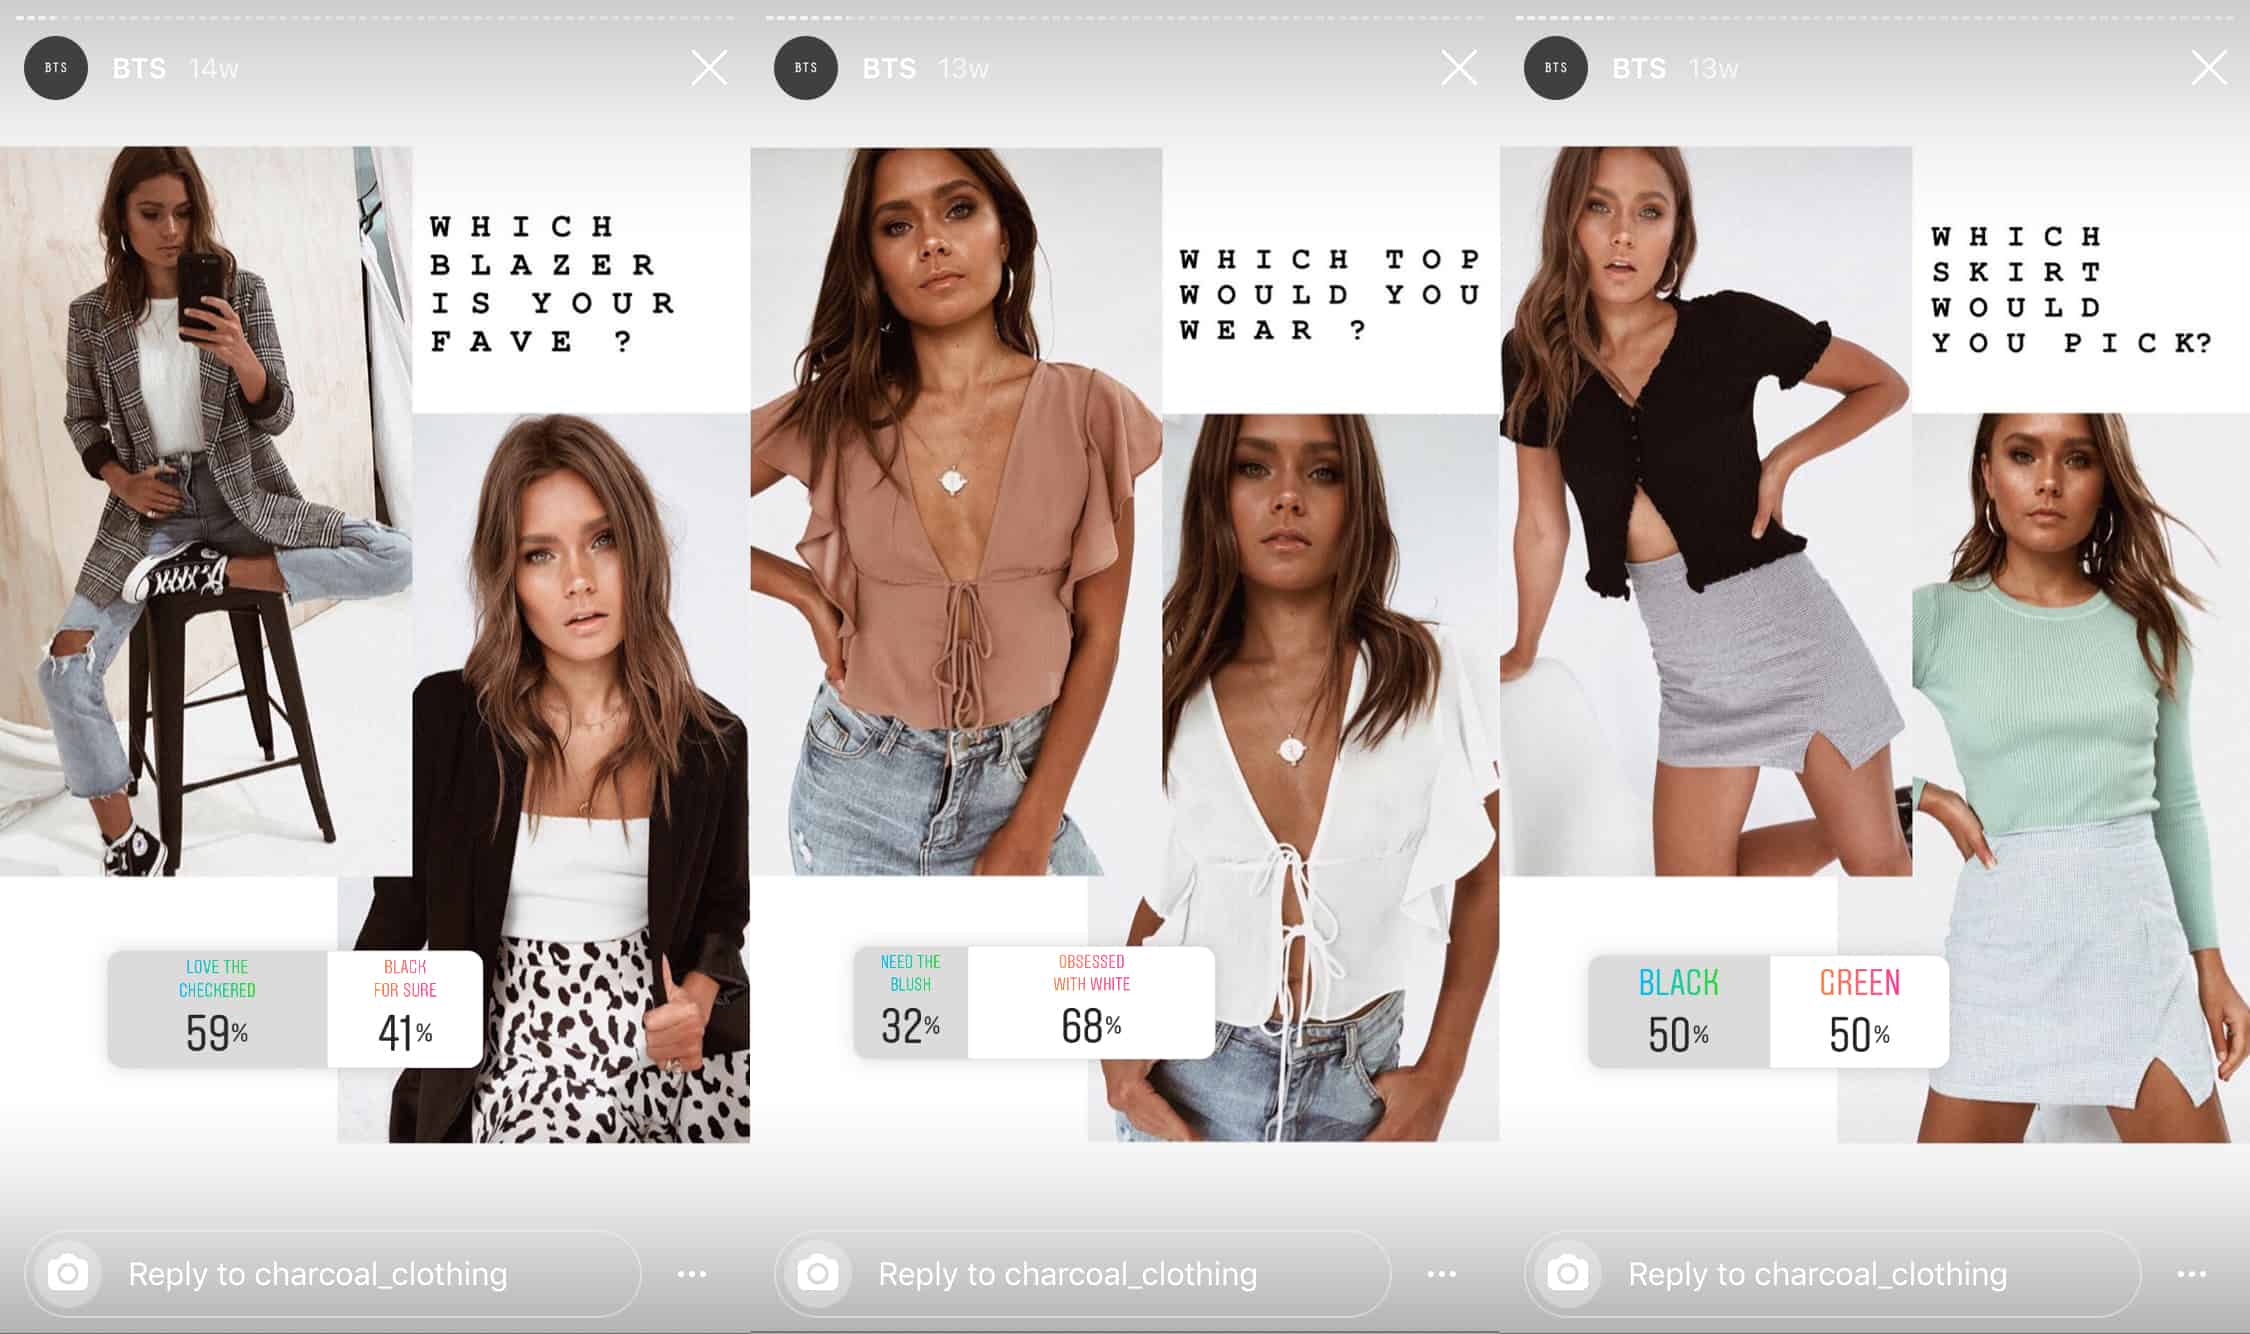 BTS
BTS 14w
WHICH
BLAZER
IS YOUR
FAVE ?
LOVE THE
CHECKERED
59%
BLACK
FOR SURE
41%
Reply to charcoal_clothing
BTS
BTS 13w
WHICH TOP
WOULD YOU
WEAR ?
NEED THE
BLUSH
32%
OBSESSED
WITH WHITE
68%
Reply to charcoal_clothing
BTS
BTS 13w
WHICH
SKIRT
WOULD
YOU PICK?
BLACK
50%
GREEN
50%
Reply to charcoal_clothing